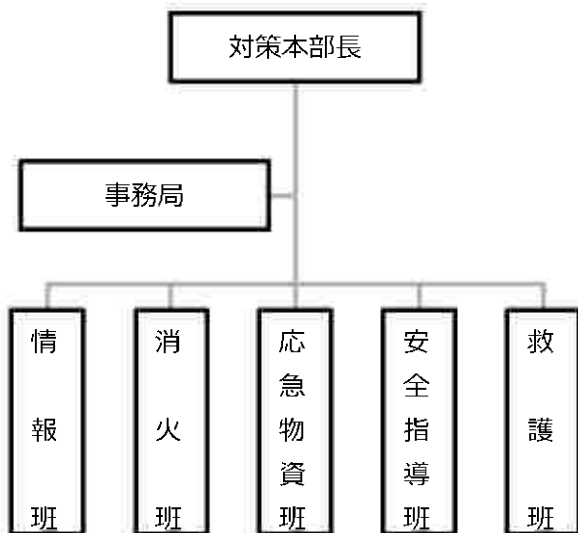 対策本部長
事務局
情報班
消火班
応急物資班
安全指導班
救護班